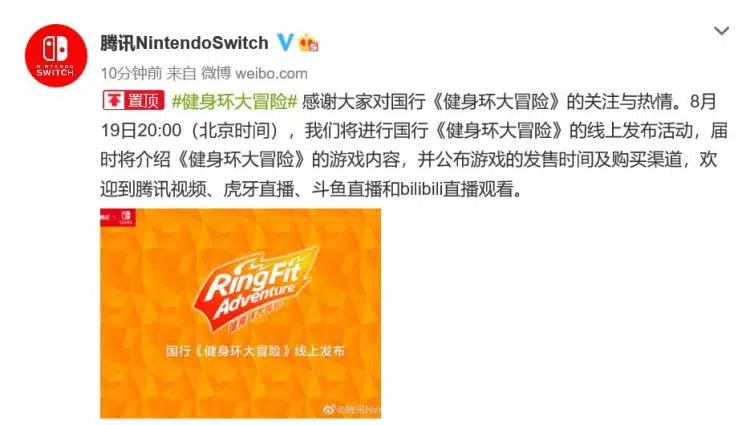 腾讯NintendoSwitch
NINTENDO
SWITCH
10分钟前 来自 微博 weibo.com
置顶 #健身环大冒险# 感谢大家对国行《健身环大冒险》的关注与热情。8月
19日20:00（北京时间），我们将进行国行《健身环大冒险》的线上发布活动，届
时将介绍《健身环大冒险》的游戏内容，并公布游戏的发售时间及购买渠道，欢
迎到腾讯视频、虎牙直播、斗鱼直播和bilibili直播观看。
RingFit
Adventure
健身环大冒险
国行《健身环大冒险》线上发布
@腾讯Nin